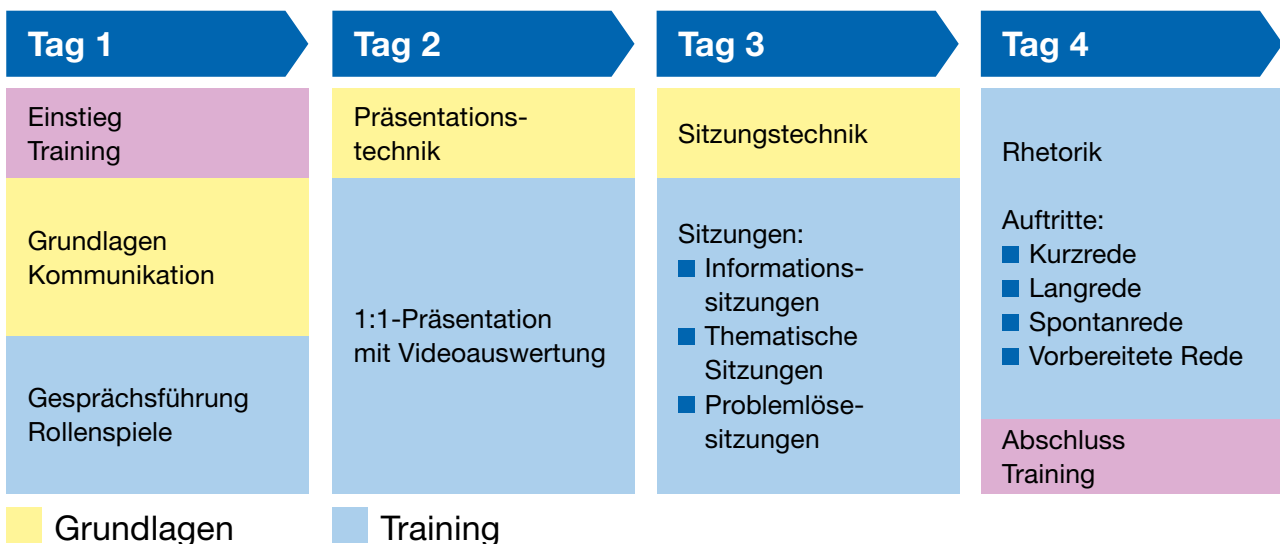 Tag 1
Einstieg
Training
Grundlagen
Kommunikation
Gesprächsführung
Rollenspiele
Tag 2
Präsentations-
technik
1:1-Präsentation
mit Videoauswertung
Tag 3
Sitzungstechnik
Sitzungen:
Informations-
sitzungen
Thematische
Sitzungen
Problemlöse-
sitzungen
Tag 4
Rhetorik
Auftritte:
Kurzrede
Langrede
Spontanrede
Vorbereitete Rede
Abschluss
Training
Grundlagen
Training